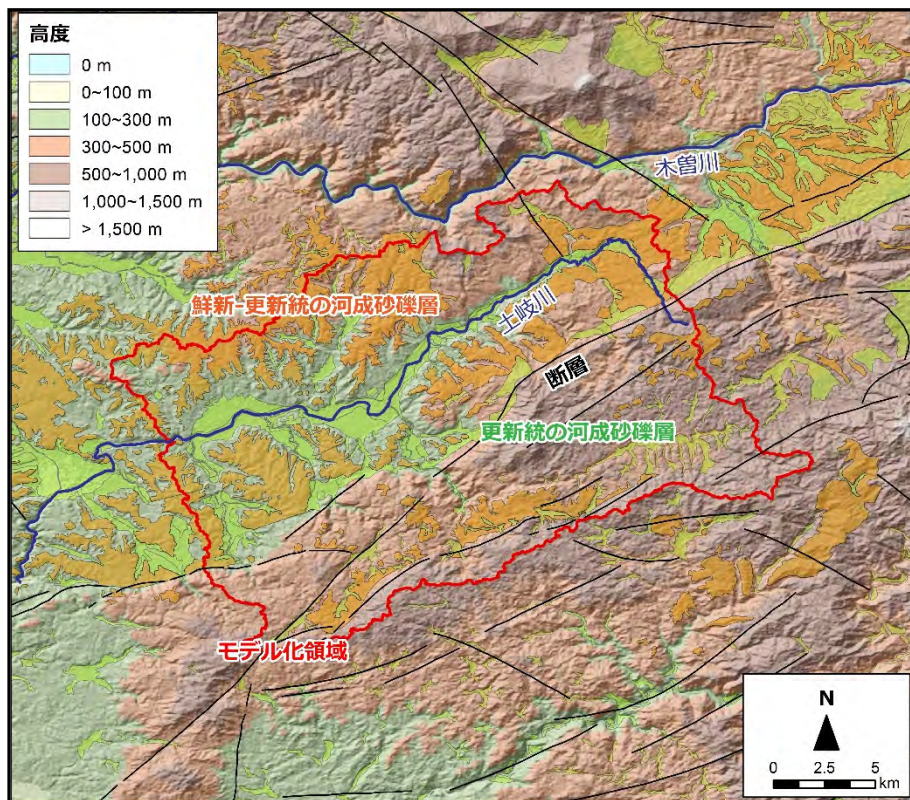 高度
0 m
0~100 m
100~300 m
300~500 m
500~1,000 m
1,000~1,500 m
> 1,500 m
木曽川
鮮新-更新統の河成砂礫層
土岐川
断層
更新統の河成砂礫層
モデル化領域
N
0 2.5 5
km